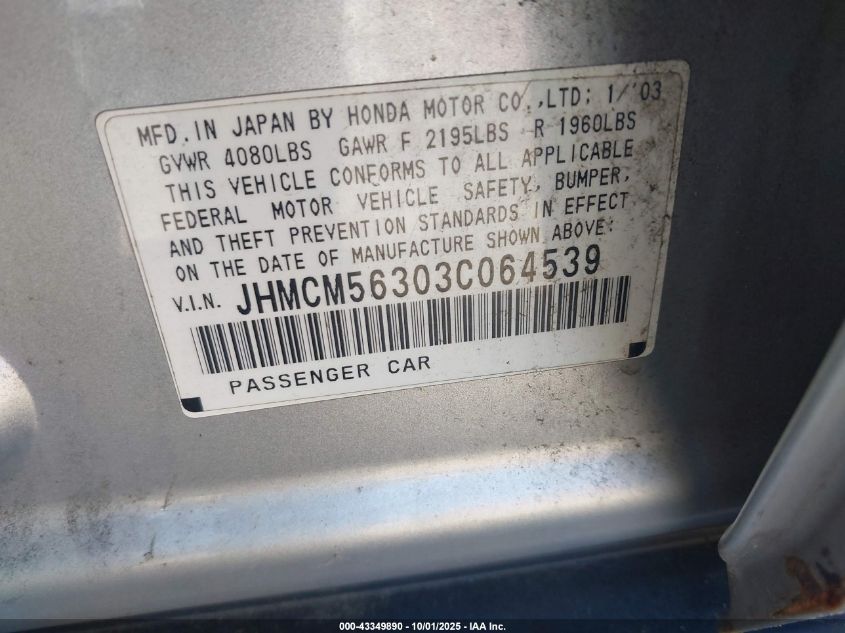 MFD. IN JAPAN BY HONDA MOTOR CO., LTD; 1/'03
GVWR 4080LBS GAWR F 2195LBS R 1960LBS
THIS VEHICLE CONFORMS TO ALL APPLICABLE
FEDERAL MOTOR VEHICLE SAFETY, BUMPER,
AND THEFT PREVENTION STANDARDS IN EFFECT
ON THE DATE OF MANUFACTURE SHOWN ABOVE:
V.I.N. JHMCM56303C064539
PASSENGER CAR
000-43349890 - 10/01/2025 - IAA Inc.